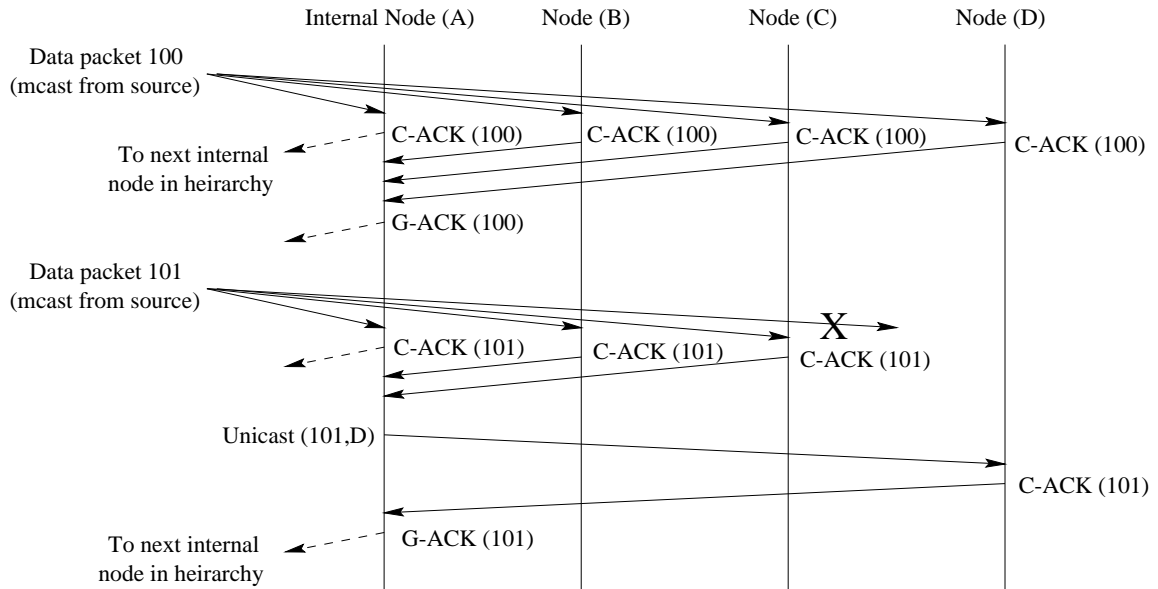 Internal Node (A) Node (B) Node (C) Node (D)
Data packet 100
(mcast from source)
C-ACK (100) C-ACK (100) C-ACK (100) C-ACK (100)
To next internal
node in heirarchy
G-ACK (100)
Data packet 101
(mcast from source)
X
C-ACK (101) C-ACK (101) C-ACK (101)
Unicast (101,D)
C-ACK (101)
G-ACK (101)
To next internal
node in heirarchy